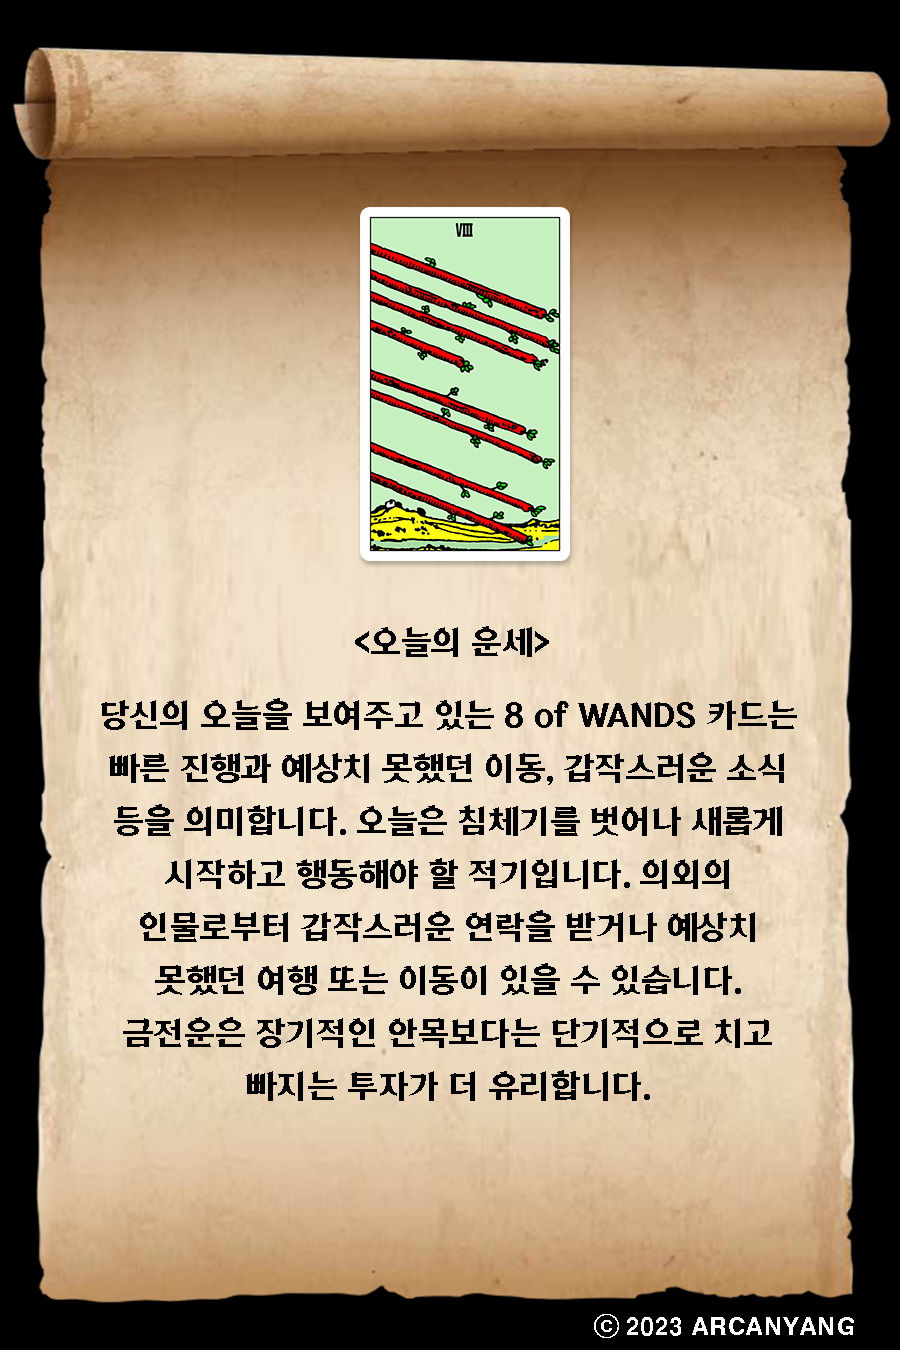 VIII
<오늘의 운세>
당신의 오늘을 보여주고 있는 8 of WANDS 카드는
빠른 진행과 예상치 못했던 이동, 갑작스러운 소식
등을 의미합니다. 오늘은 침체기를 벗어나 새롭게
시작하고 행동해야 할 적기입니다. 의외의
인물로부터 갑작스러운 연락을 받거나 예상치
못했던 여행 또는 이동이 있을 수 있습니다.
금전운은 장기적인 안목보다는 단기적으로 치고
빠지는 투자가 더 유리합니다.
ⓒ 2023 ARCANYANG